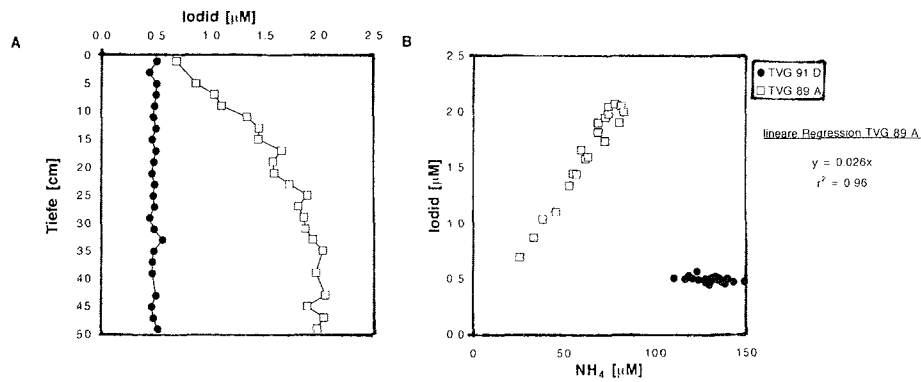 A
Iodid [µM]
0 0 0 5 1 0 1 5 2 0 2 5
Tiefe [cm]
0
5
10
15
20
25
30
35
40
45
50
B
Iodid [µM]
2 5
2 0
1 5
1 0
0 5
0 0
0 50 100 150
NH4 [µM]
TVG 91 D
TVG 89 A
lineare Regression TVG 89 A
y = 0.026x
r² = 0 96